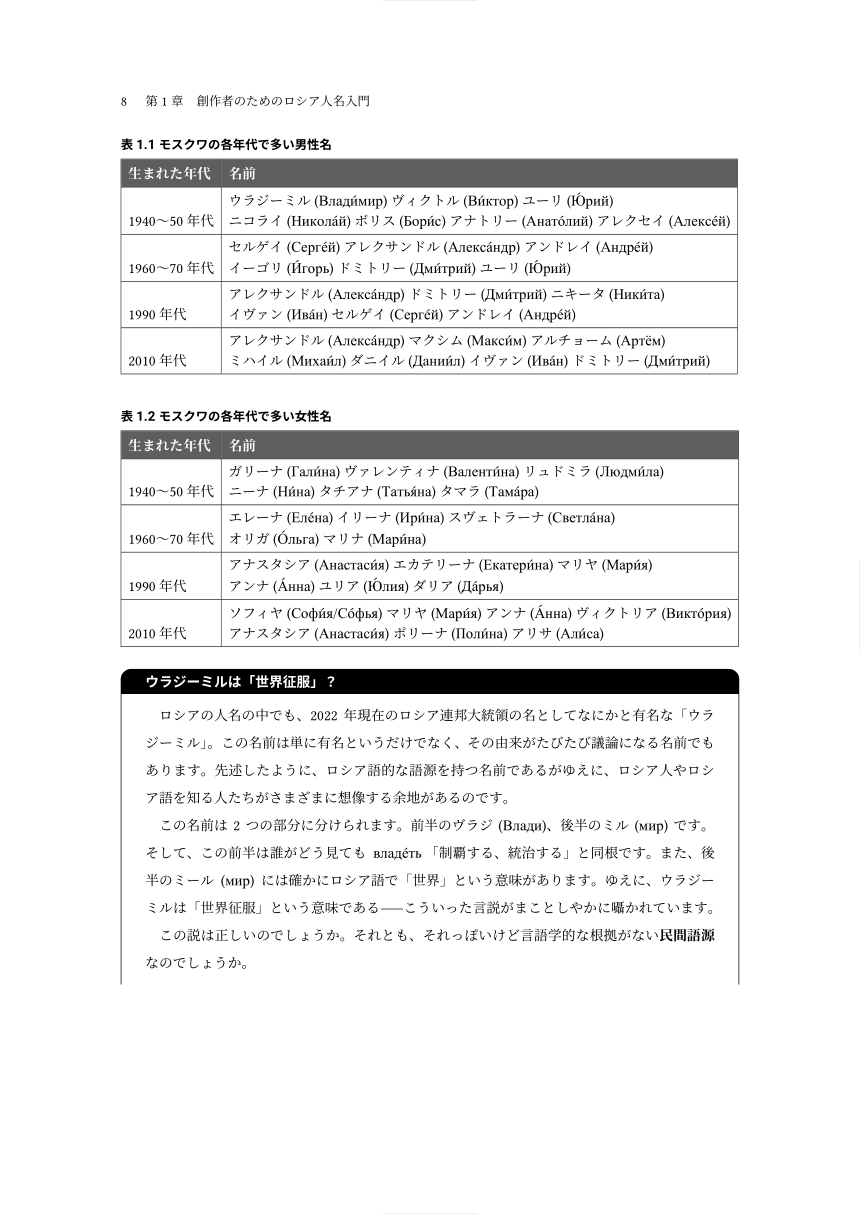 8 第 1 章 創作者のためのロシア人名入門
表 1.1 モスクワの各年代で多い男性名
生まれた年代 名前
ウラジーミル (Влади́мир) ヴィクトル (Ви́ктор) ユーリ (Ю́рий)
1940〜50 年代 ニコライ (Никола́й) ボリス (Бори́с) アナトリー (Анато́лий) アレクセイ (Алексе́й)
セルゲイ (Серге́й) アレクサンドル (Алекса́ндр) アンドレイ (Андре́й)
1960〜70 年代 イーゴリ (И́горь) ドミトリー (Дми́трий) ユーリ (Ю́рий)
アレクサンドル (Алекса́ндр) ドミトリー (Дми́трий) ニキータ (Ники́та)
1990 年代 イヴァン (Ива́н) セルゲイ (Серге́й) アンドレイ (Андре́й)
アレクサンドル (Алекса́ндр) マクシム (Макси́м) アルチョーム (Артём)
2010 年代 ミハイル (Михаи́л) ダニイル (Дании́л) イヴァン (Ива́н) ドミトリー (Дми́трий)
表 1.2 モスクワの各年代で多い女性名
生まれた年代 名前
ガリーナ (Гали́на) ヴァレンティナ (Валенти́на) リュドミラ (Людми́ла)
1940〜50 年代 ニーナ (Ни́на) タチアナ (Татья́на) タマラ (Тама́ра)
エレーナ (Еле́на) イリーナ (Ири́на) スヴェトラーナ (Светла́на)
1960〜70 年代 オリガ (О́льга) マリナ (Мари́на)
アナスタシア (Анастаси́я) エカテリーナ (Екатери́на) マリヤ (Мари́я)
1990 年代 アンナ (А́нна) ユリア (Ю́лия) ダリア (Да́рья)
ソフィヤ (Софи́я/Со́фья) マリヤ (Мари́я) アンナ (А́нна) ヴィクトリア (Викто́рия)
2010 年代 アナスタシア (Анастаси́я) ポリーナ (Поли́на) アリサ (Али́са)
ウラジーミルは「世界征服」？
ロシアの人名の中でも、2022 年現在のロシア連邦大統領の名としてなにかと有名な「ウラ
ジーミル」。この名前は単に有名というだけでなく、その由来がたびたび議論になる名前でも
あります。先述したように、ロシア語的な語源を持つ名前であるがゆえに、ロシア人やロシ
ア語を知る人たちがさまざまに想像する余地があるのです。
この名前は 2 つの部分に分けられます。前半のヴラジ (Влади)、後半のミル (мир) です。
そして、この前半は誰がどう見ても владе́ть 「制覇する、統治する」と同根です。また、後
半のミール (мир) には確かにロシア語で「世界」という意味があります。ゆえに、ウラジー
ミルは「世界征服」という意味である──こういった言説がまことしやかに囁かれています。
この説は正しいのでしょうか。それとも、それっぽいけど言語学的な根拠がない民間語源
なのでしょうか。